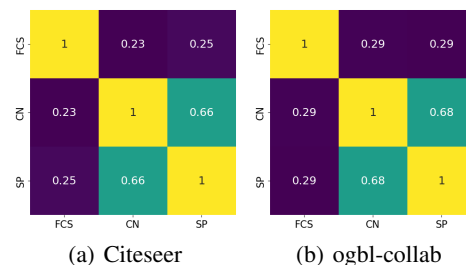 FCS 1 0.23 0.25
CN 0.23 1 0.66
SP 0.25 0.66 1
FCS CN SP
(a) Citeseer
FCS 1 0.29 0.29
CN 0.29 1 0.68
SP 0.29 0.68 1
FCS CN SP
(b) ogbl-collab